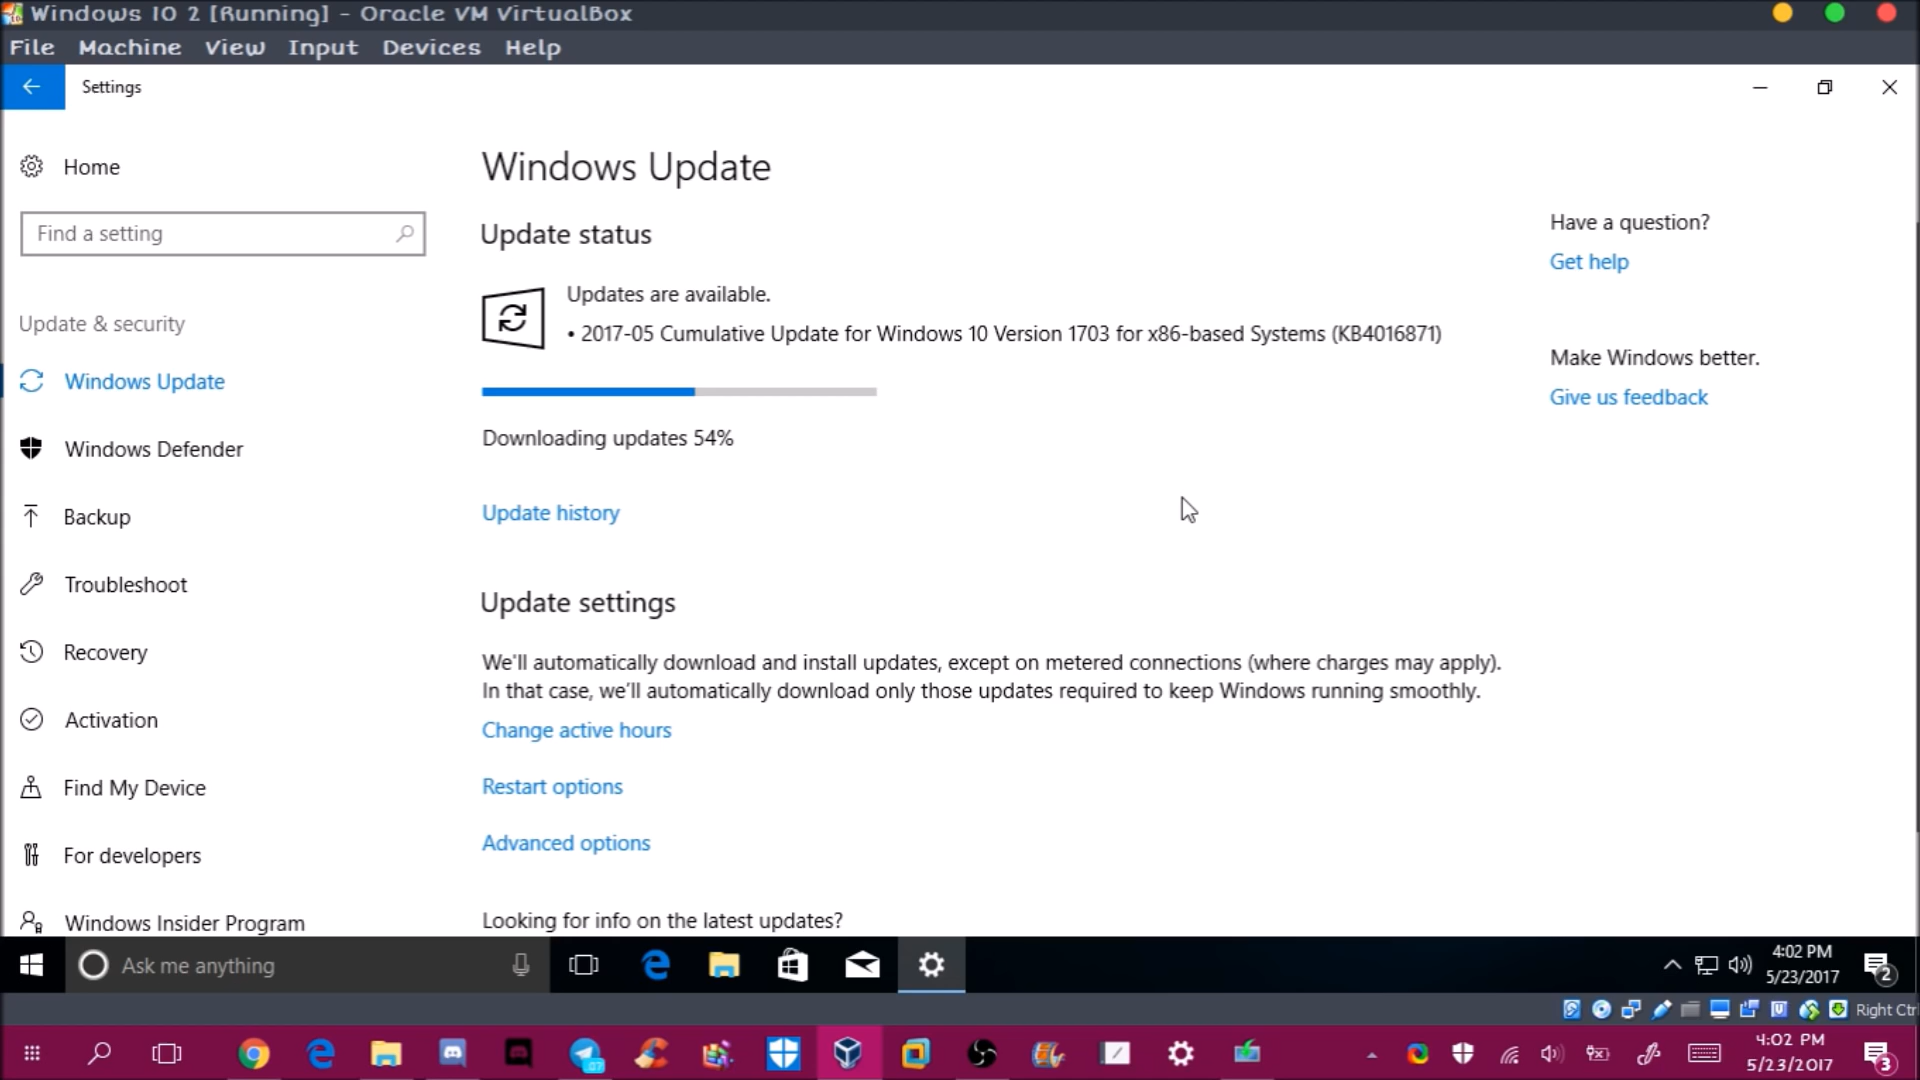 Windows 10 2 [Running] - Oracle VM VirtualBox
File Machine View Input Devices Help
Settings
Home
Find a setting
Update & security
Windows Update
Windows Defender
Backup
Troubleshoot
Recovery
Activation
Find My Device
For developers
Windows Insider Program
Windows Update
Update status
Updates are available.
• 2017-05 Cumulative Update for Windows 10 Version 1703 for x86-based Systems (KB4016871)
Downloading updates 54%
Update history
Update settings
We'll automatically download and install updates, except on metered connections (where charges may apply).
In that case, we'll automatically download only those updates required to keep Windows running smoothly.
Change active hours
Restart options
Advanced options
Looking for info on the latest updates?
Have a question?
Get help
Make Windows better.
Give us feedback
Ask me anything
4:02 PM
5/23/2017
2
Right Ctrl
4:02 PM
5/23/2017
3